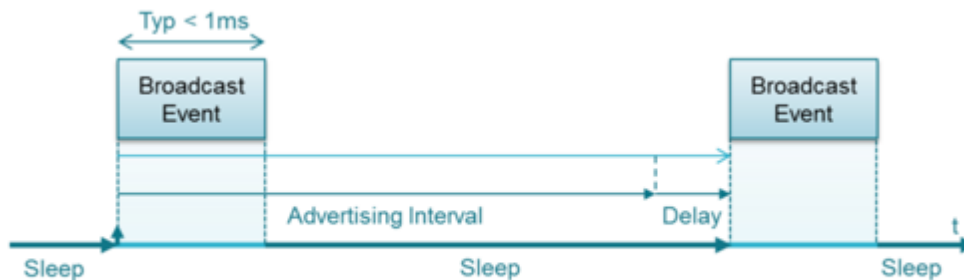 Typ < 1ms
Broadcast
Event
Broadcast
Event
Advertising Interval
Delay
t
Sleep
Sleep
Sleep